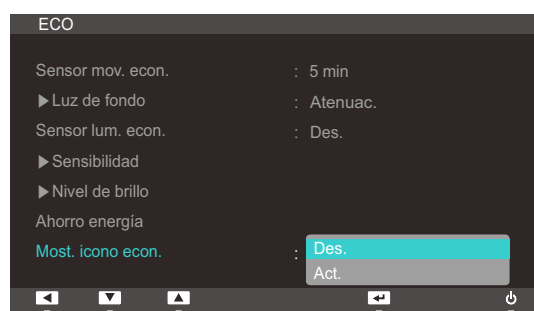 ECO
Sensor mov. econ. : 5 min
▶Luz de fondo : Atenuac.
Sensor lum. econ. : Des.
▶Sensibilidad
▶Nivel de brillo
Ahorro energía
Most. icono econ. : Des.
Act.